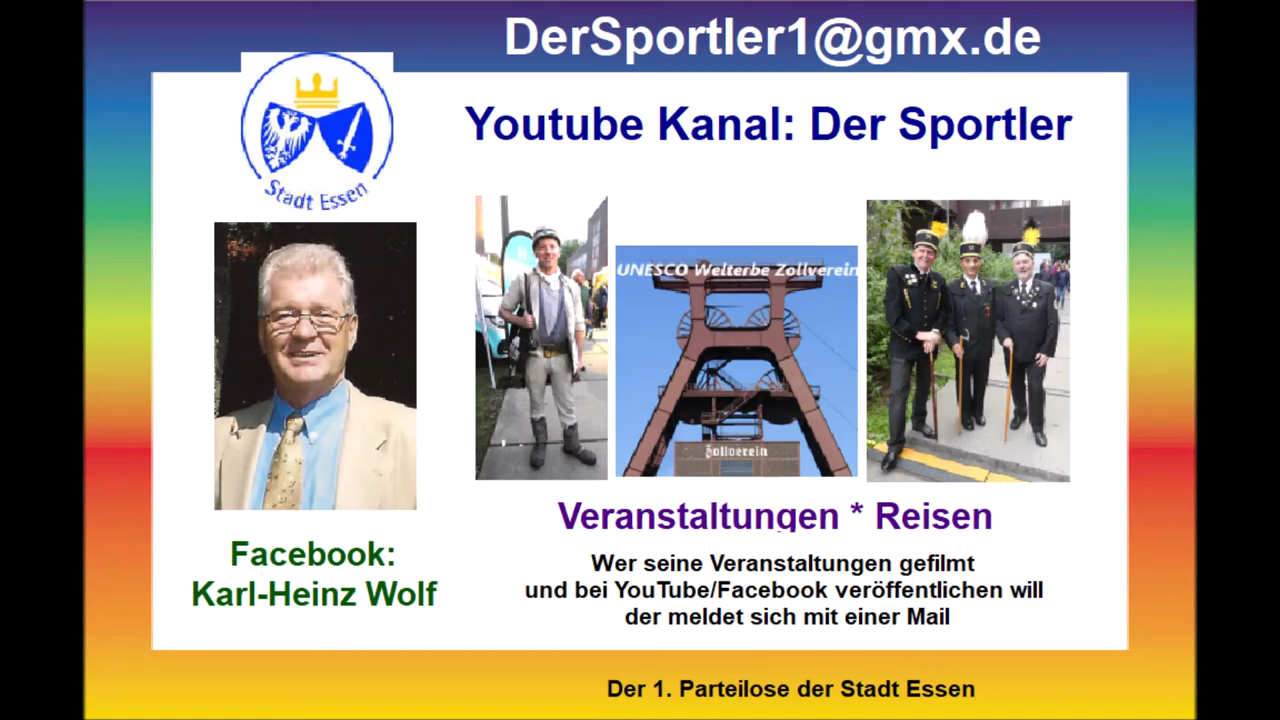 DerSportler1@gmx.de
Youtube Kanal: Der Sportler
Stadt Essen
UNESCO Welterbe Zollverein
Zollverein
Veranstaltungen * Reisen
Facebook:
Karl-Heinz Wolf
Wer seine Veranstaltungen gefilmt
und bei YouTube/Facebook veröffentlichen will
der meldet sich mit einer Mail
Der 1. Parteilose der Stadt Essen